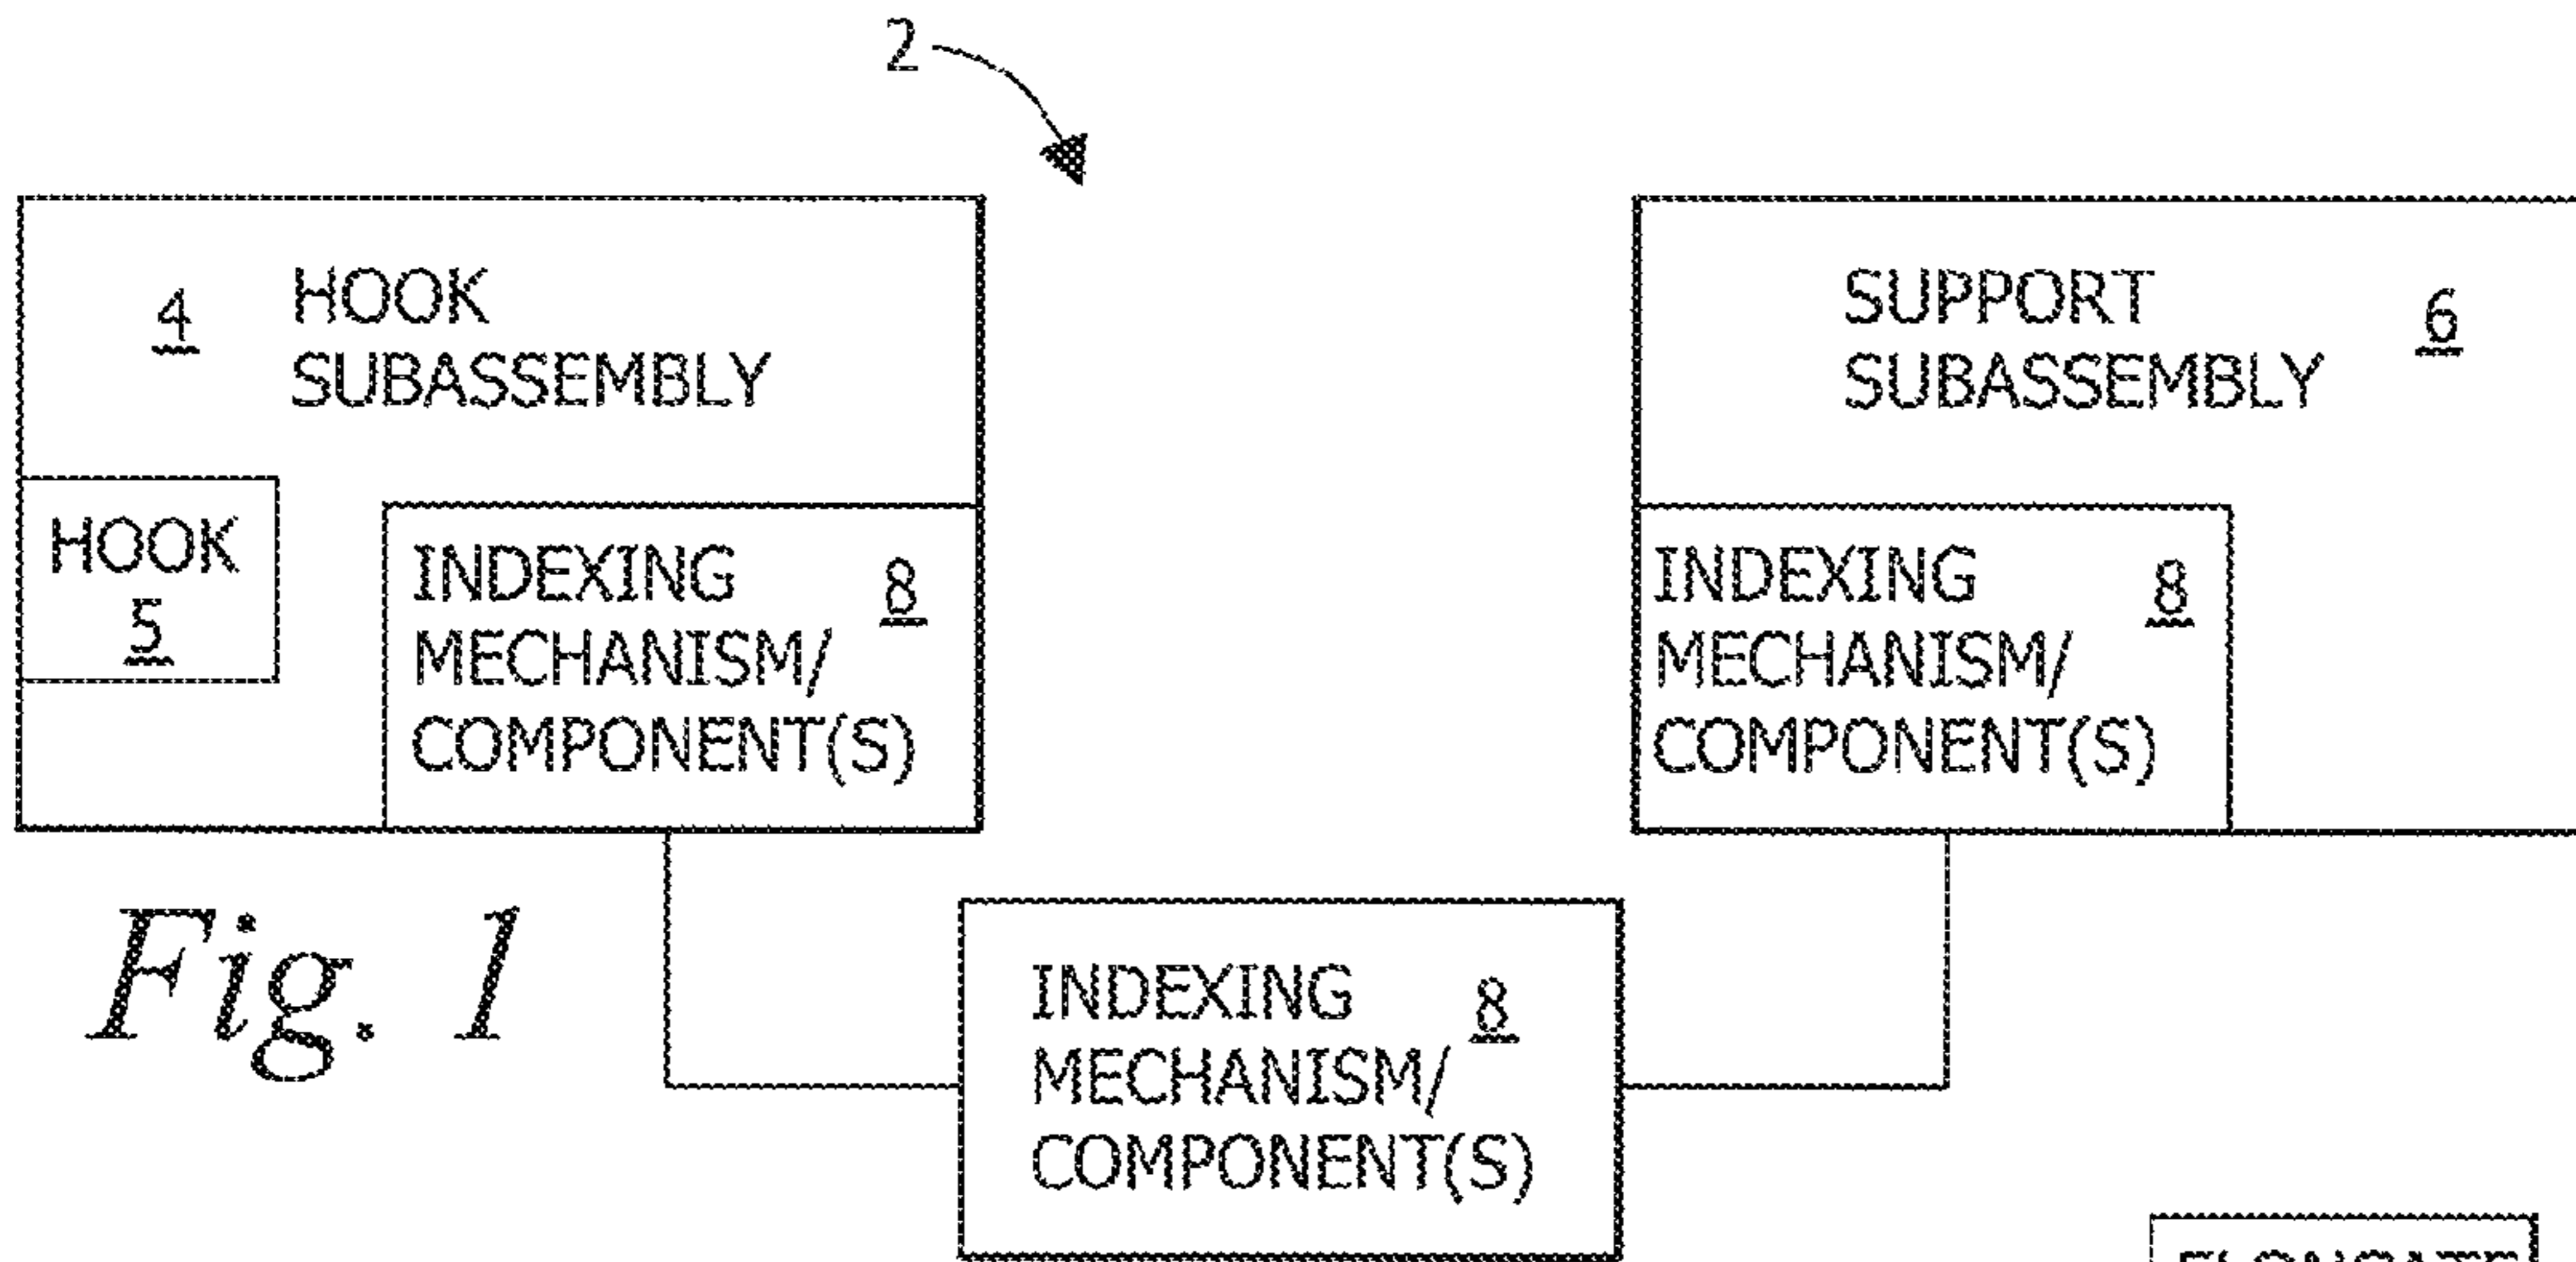 2
4 HOOK
SUBASSEMBLY
HOOK
5
INDEXING 8
MECHANISM/
COMPONENT(S)
SUPPORT 6
SUBASSEMBLY
INDEXING 8
MECHANISM/
COMPONENT(S)
Fig. 1
INDEXING 8
MECHANISM/
COMPONENT(S)